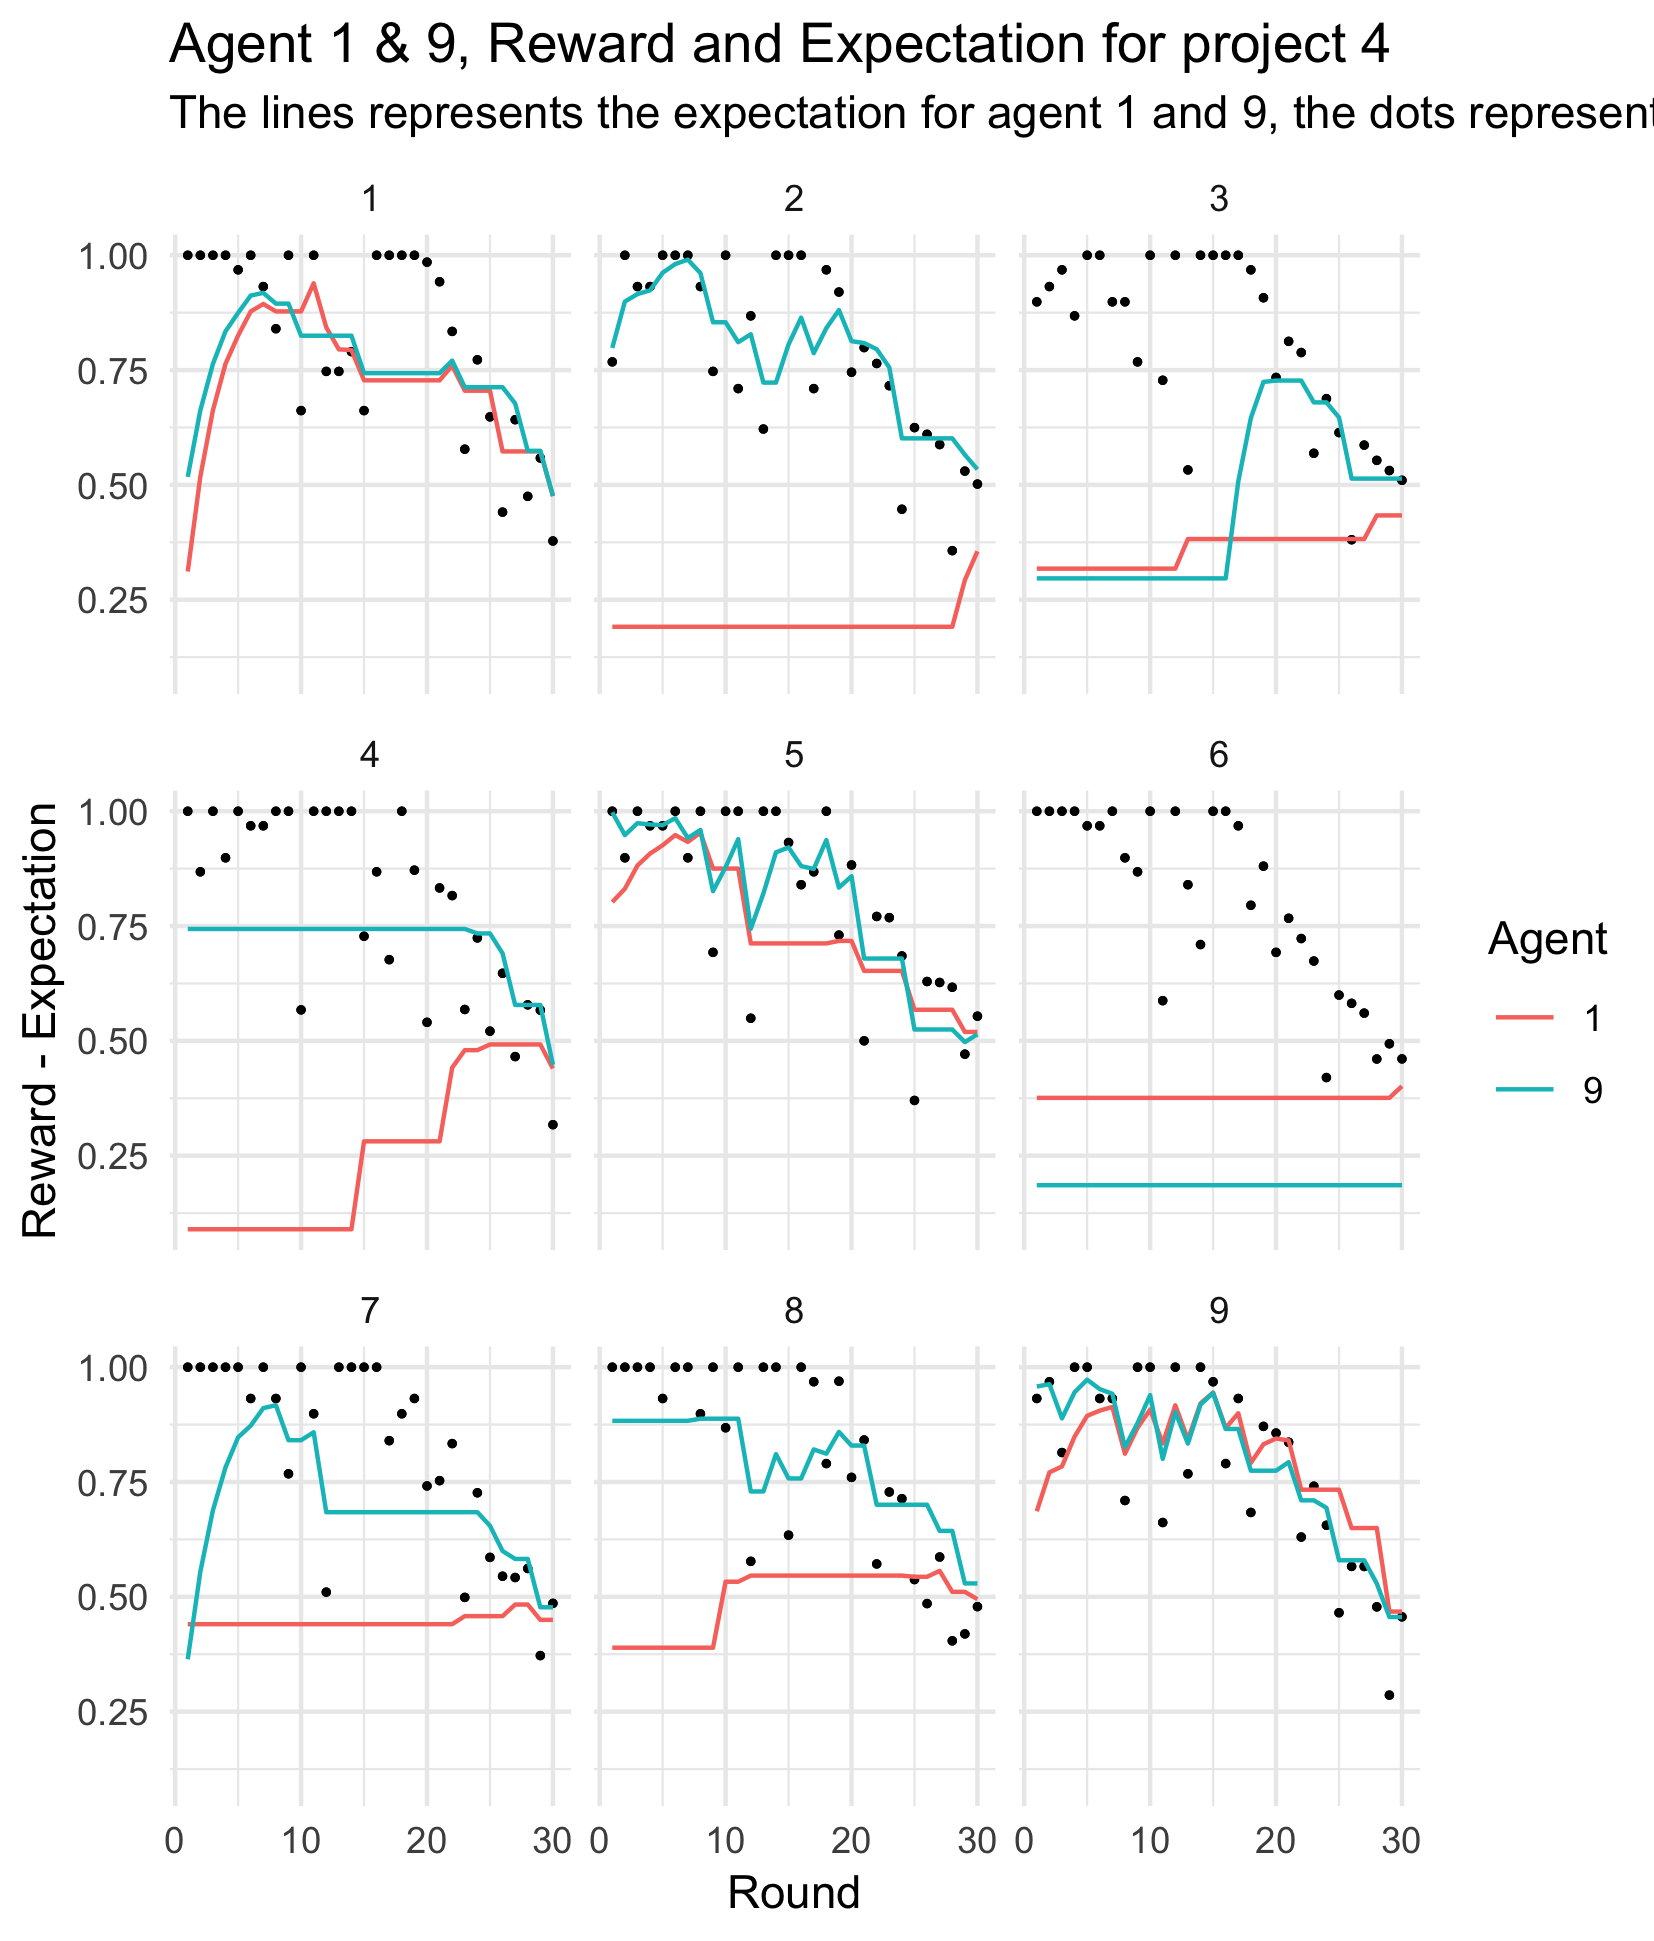 Agent 1 & 9, Reward and Expectation for project 4
The lines represents the expectation for agent 1 and 9, the dots represent
1 2 3
1.00
0.75
0.50
0.25
4 5 6
1.00
0.75
0.50
0.25
Reward - Expectation
Agent
1
9
7 8 9
1.00
0.75
0.50
0.25
0 10 20 30 0 10 20 30 0 10 20 30
Round